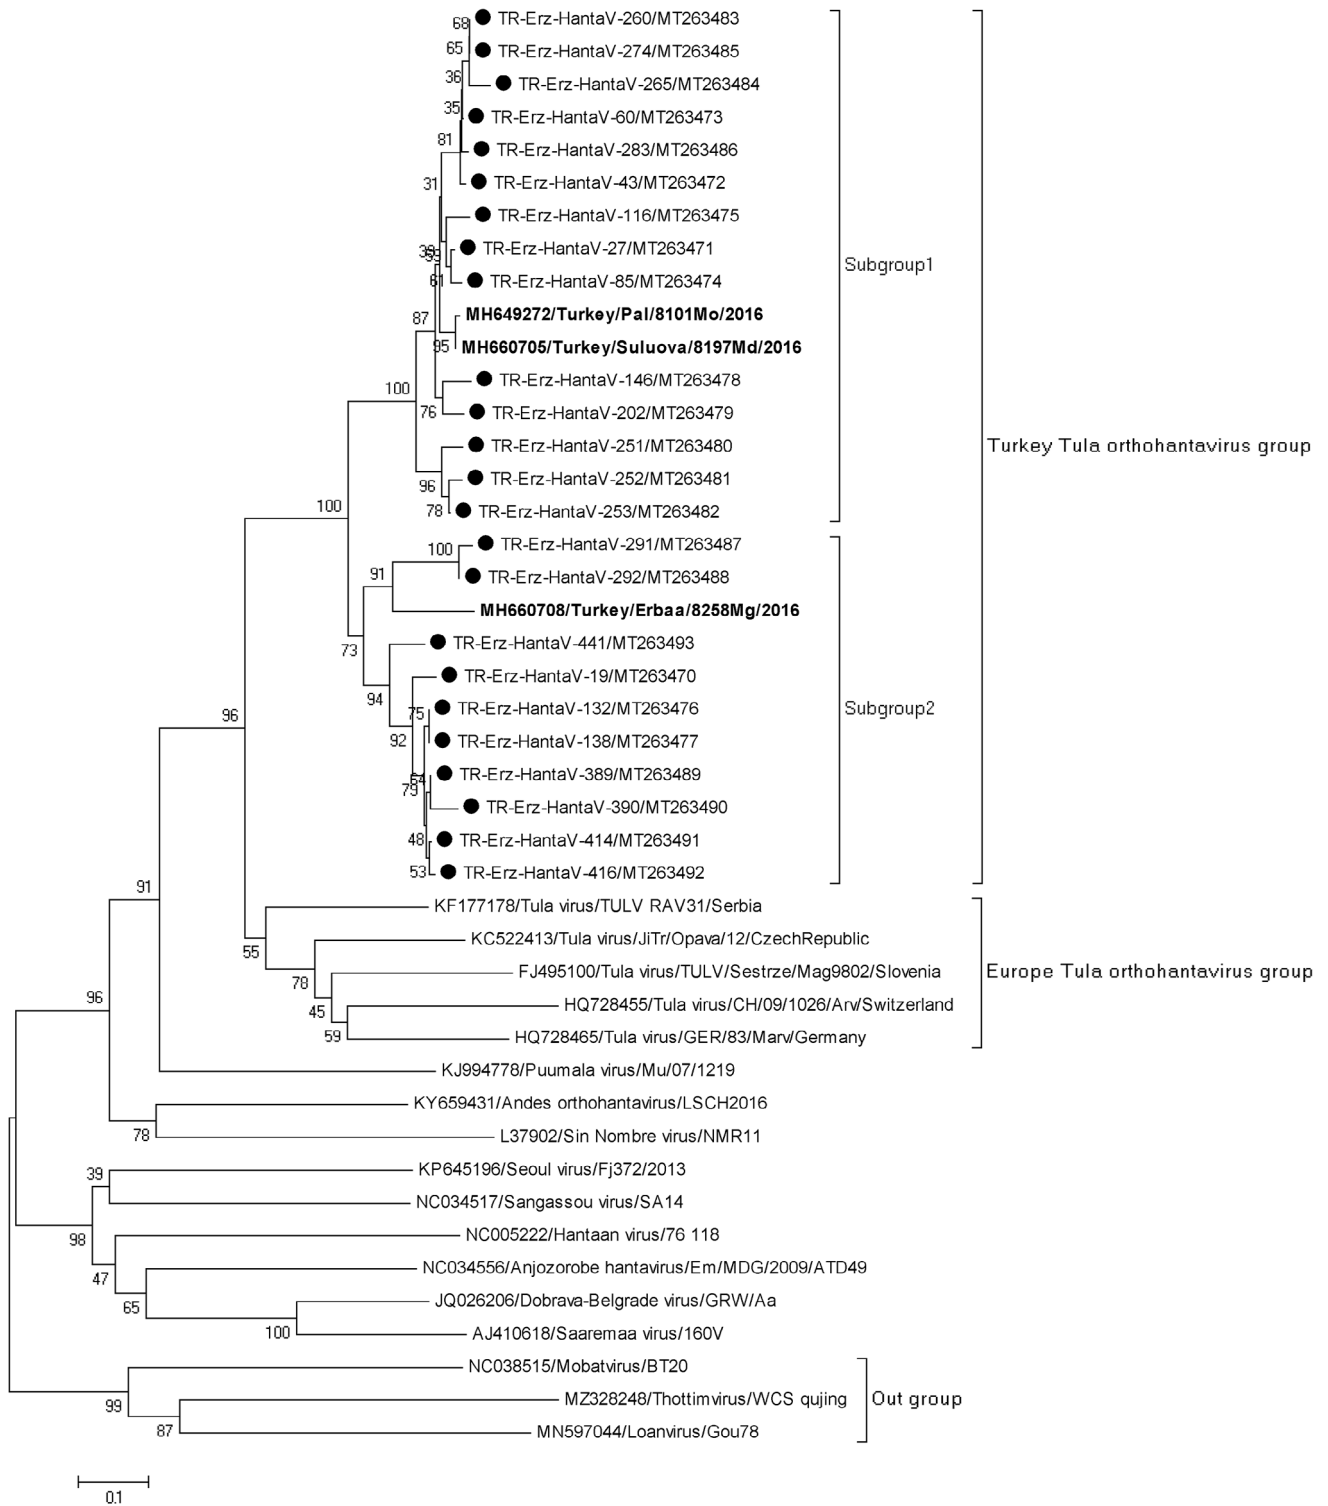 68
TR-Erz-HantaV-260/MT263483
65
TR-Erz-HantaV-274/MT263485
36
TR-Erz-HantaV-265/MT263484
35
TR-Erz-HantaV-60/MT263473
81
TR-Erz-HantaV-283/MT263486
31
TR-Erz-HantaV-43/MT263472
TR-Erz-HantaV-116/MT263475
39
TR-Erz-HantaV-27/MT263471
Subgroup1
61
TR-Erz-HantaV-85/MT263474
87
MH649272/Turkey/Pal/8101Mo/2016
95
MH660705/Turkey/Suluova/8197Md/2016
100
TR-Erz-HantaV-146/MT263478
76
TR-Erz-HantaV-202/MT263479
TR-Erz-HantaV-251/MT263480
Turkey Tula orthohantavirus group
96
TR-Erz-HantaV-252/MT263481
78
TR-Erz-HantaV-253/MT263482
100
100
TR-Erz-HantaV-291/MT263487
91
TR-Erz-HantaV-292/MT263488
MH660708/Turkey/Erbaa/8258Mg/2016
73
TR-Erz-HantaV-441/MT263493
94
TR-Erz-HantaV-19/MT263470
75
TR-Erz-HantaV-132/MT263476
Subgroup2
96
92
TR-Erz-HantaV-138/MT263477
64
TR-Erz-HantaV-389/MT263489
79
TR-Erz-HantaV-390/MT263490
48
TR-Erz-HantaV-414/MT263491
53
TR-Erz-HantaV-416/MT263492
91
KF177178/Tula virus/TULV RAV31/Serbia
55
KC522413/Tula virus/JiTr/Opava/12/CzechRepublic
78
FJ495100/Tula virus/TULV/Sestrze/Mag9802/Slovenia
Europe Tula orthohantavirus group
96
45
HQ728455/Tula virus/CH/09/1026/Arv/Switzerland
59
HQ728465/Tula virus/GER/83/Marv/Germany
KJ994778/Puumala virus/Mu/07/1219
KY659431/Andes orthohantavirus/LSCH2016
78
L37902/Sin Nombre virus/NMR11
39
KP645196/Seoul virus/Fj372/2013
NC034517/Sangassou virus/SA14
98
NC005222/Hantaan virus/76 118
47
NC034556/Anjozorobe hantavirus/Em/MDG/2009/ATD49
65
JQ026206/Dobrava-Belgrade virus/GRW/Aa
100
AJ410618/Saaremaa virus/160V
NC038515/Mobatvirus/BT20
99
MZ328248/Thottimvirus/WCS qujing
Out group
87
MN597044/Loanvirus/Gou78
0.1